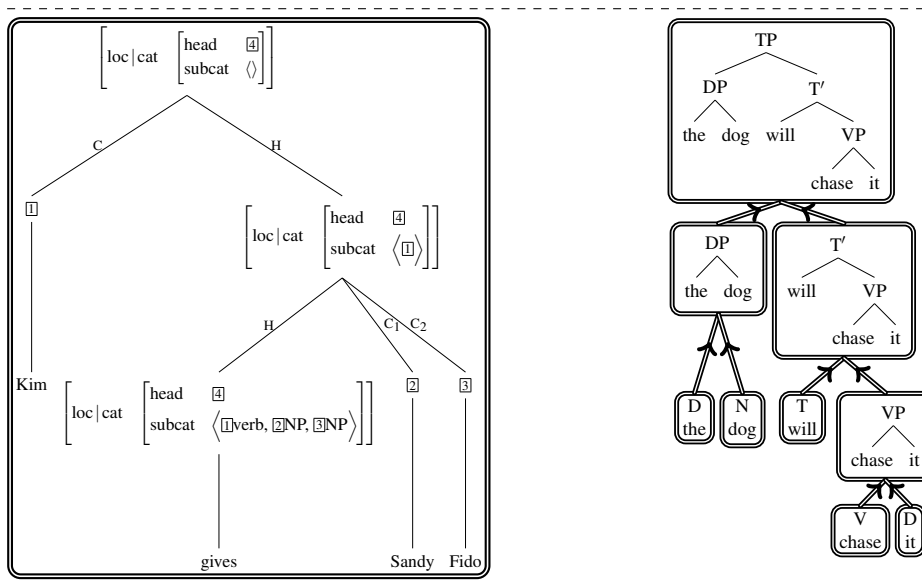 [loc|cat [head 4
subcat ⟨⟩]]
C H
1
[loc|cat [head 4
subcat ⟨1⟩]]
H C1 C2
Kim
[loc|cat [head 4
subcat ⟨1verb, 2NP, 3NP⟩]]
2 3
gives Sandy Fido
TP
DP T′
the dog will VP
chase it
DP
the dog
T′
will VP
chase it
D
the
N
dog
T
will
VP
chase it
V
chase
D
it